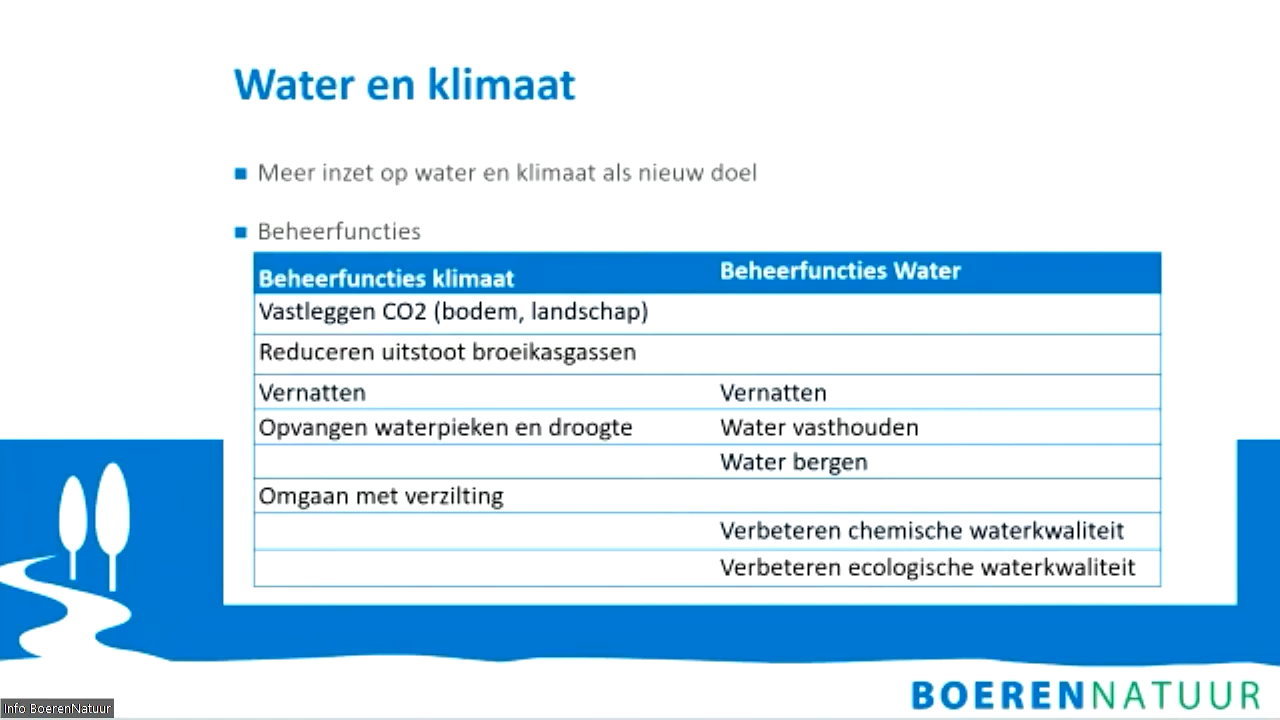 Water en klimaat
Meer inzet op water en klimaat als nieuw doel
Beheerfuncties
Beheerfuncties klimaat Beheerfuncties Water
Vastleggen CO2 (bodem, landschap)
Reduceren uitstoot broeikasgassen
Vernatten Vernatten
Opvangen waterpieken en droogte Water vasthouden
Water bergen
Omgaan met verzilting
Verbeteren chemische waterkwaliteit
Verbeteren ecologische waterkwaliteit
BOERENNATUUR
Info BoerenNatuur